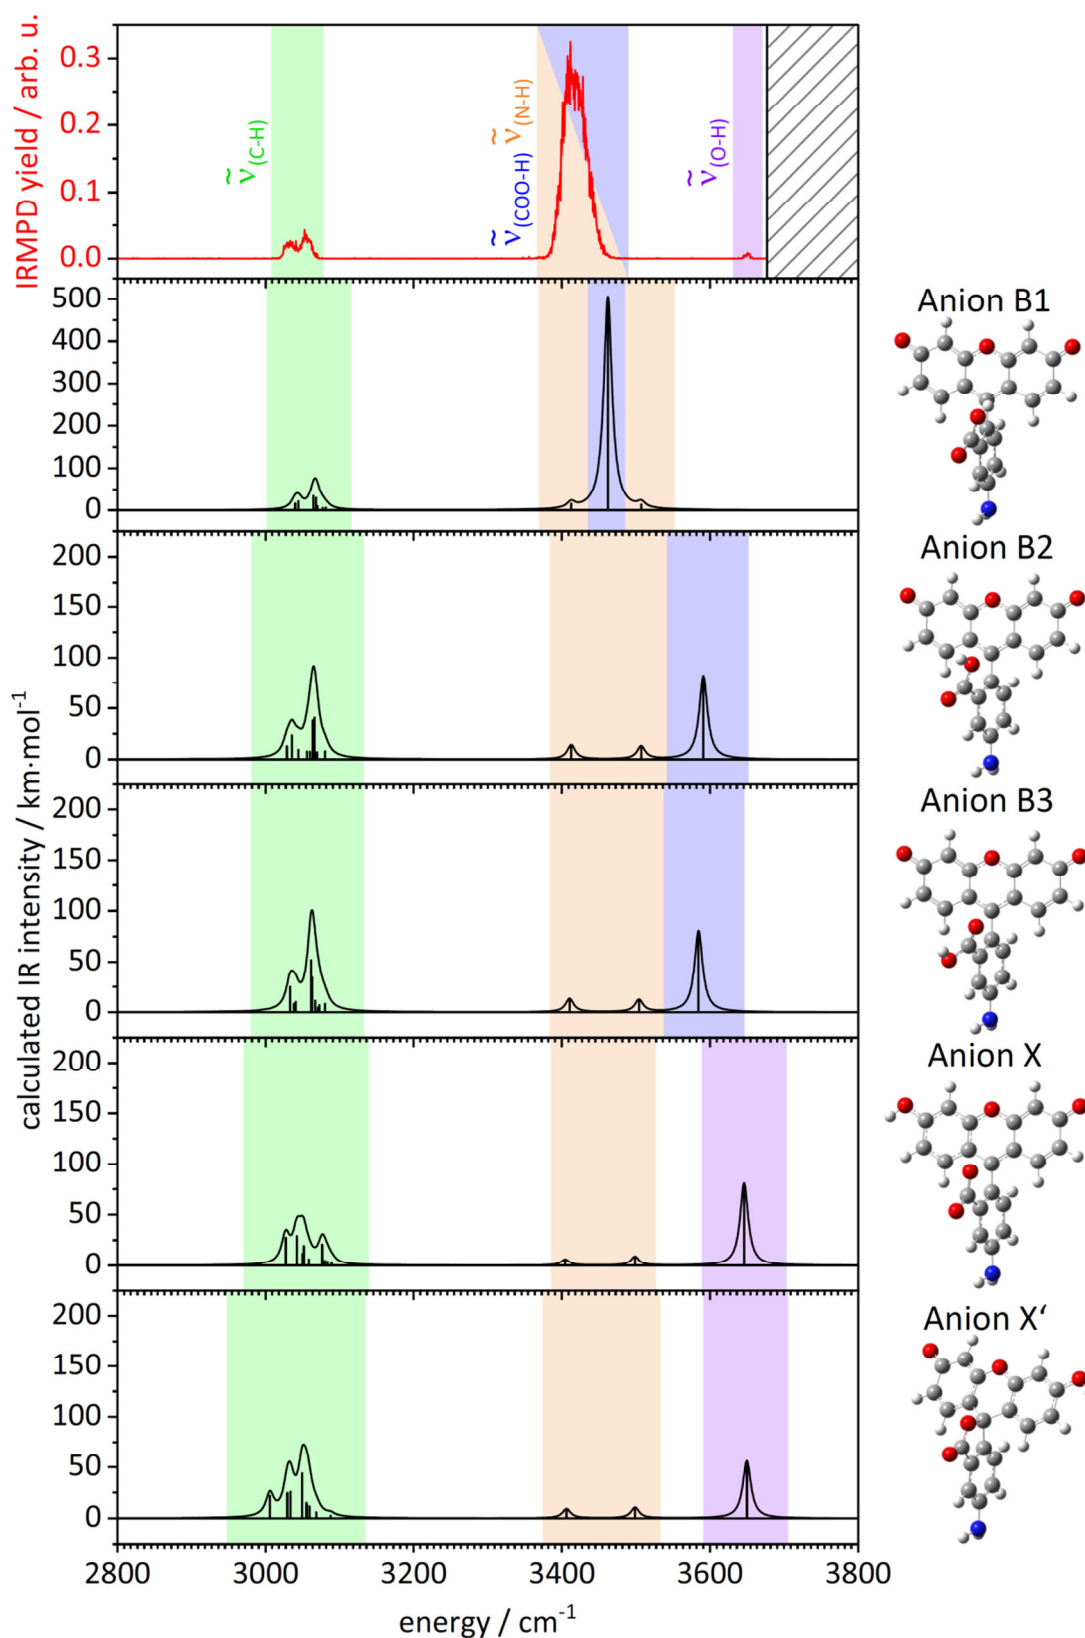 IRMPD yield / arb. u.
0.3
0.2
0.1
0.0
ṽ(C-H)
ṽ(COO-H)
ṽ(N-H)
ṽ(O-H)
calculated IR intensity / km·mol⁻¹
500
400
300
200
100
0
Anion B1
200
150
100
50
0
Anion B2
200
150
100
50
0
Anion B3
200
150
100
50
0
Anion X
200
150
100
50
0
Anion X‘
2800 3000 3200 3400 3600 3800
energy / cm⁻¹